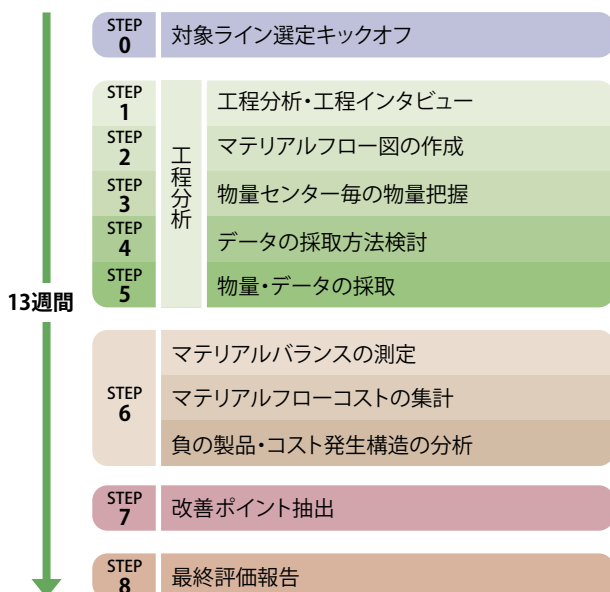 STEP
0
対象ライン選定キックオフ
STEP
1
工程分析・工程インタビュー
STEP
2
マテリアルフロー図の作成
工程分析
STEP
3
物量センター毎の物量把握
STEP
4
データの採取方法検討
STEP
5
物量・データの採取
13週間
マテリアルバランスの測定
STEP
6
マテリアルフローコストの集計
負の製品・コスト発生構造の分析
STEP
7
改善ポイント抽出
STEP
8
最終評価報告